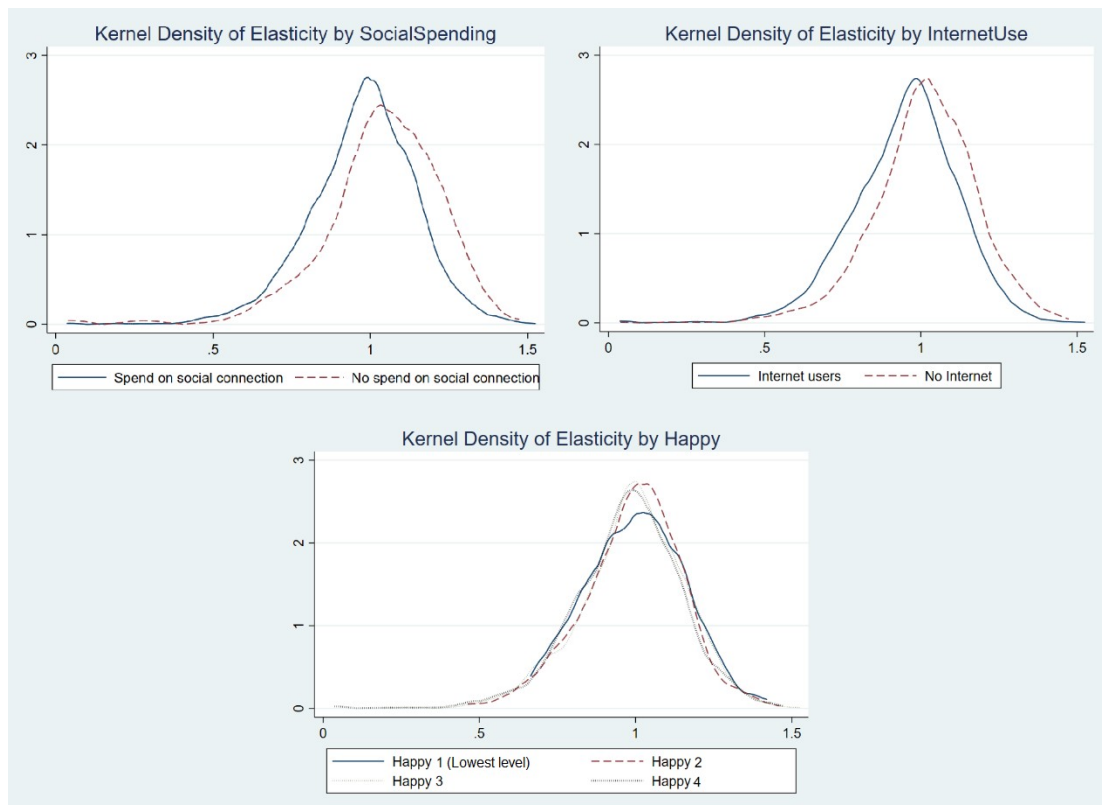 Kernel Density of Elasticity by SocialSpending
3
2
1
0
0 .5 1 1.5
Spend on social connection No spend on social connection
Kernel Density of Elasticity by InternetUse
3
2
1
0
0 .5 1 1.5
Internet users No Internet
Kernel Density of Elasticity by Happy
3
2
1
0
0 .5 1 1.5
Happy 1 (Lowest level) Happy 2
Happy 3 Happy 4